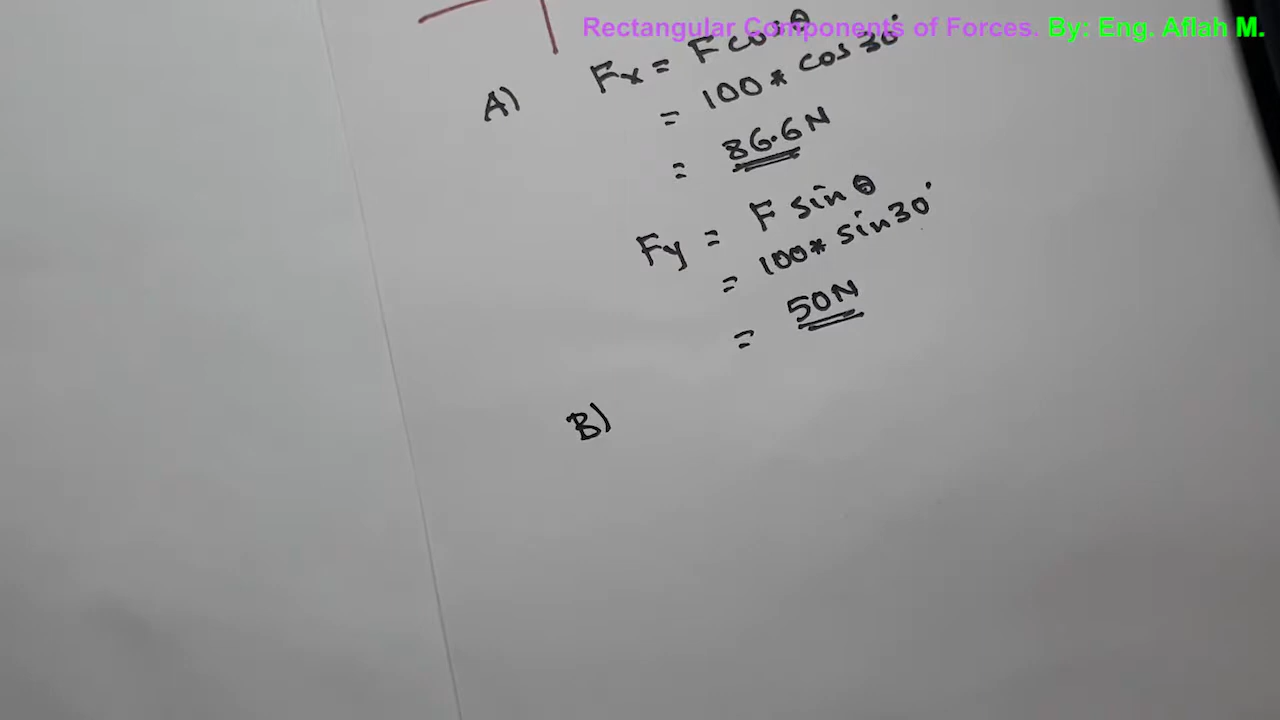 Rectangular Components of Forces. By: Eng. Aflah M.
A) Fx = F cos θ
= 100 * cos 30°
= 86.6 N
Fy = F sin θ
= 100 * sin 30°
= 50N
B)